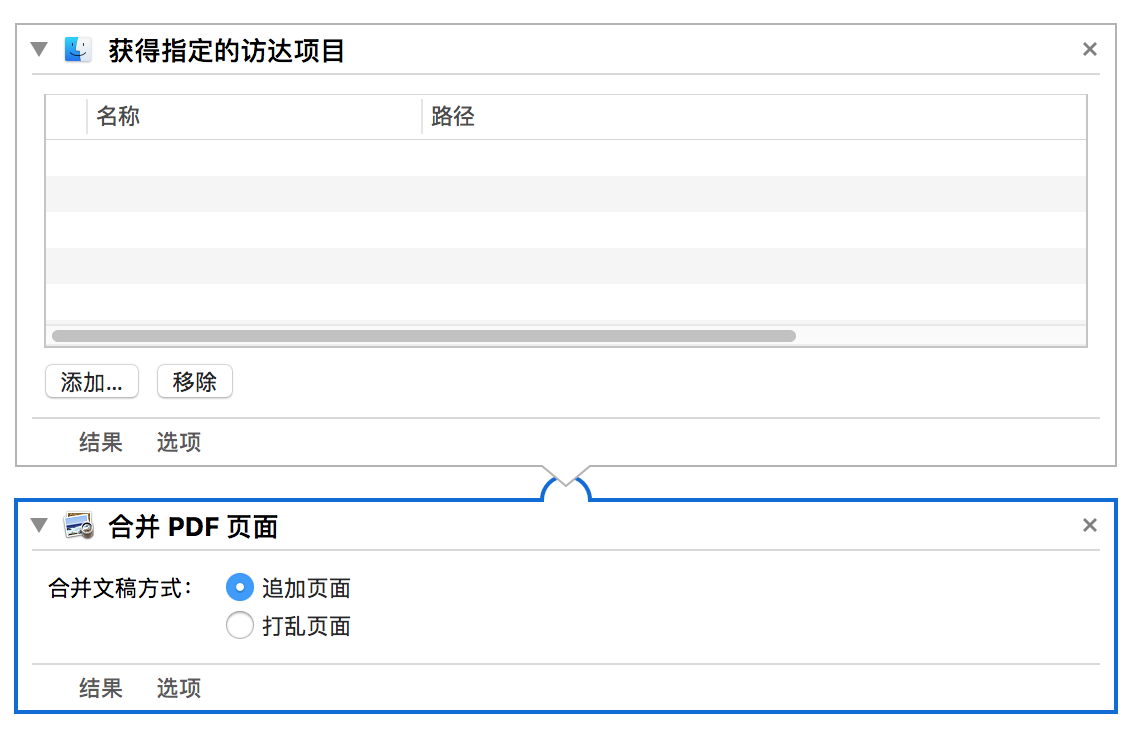 获得指定的访达项目
名称 路径
添加... 移除
结果 选项
合并 PDF 页面
合并文稿方式： 追加页面
打乱页面
结果 选项